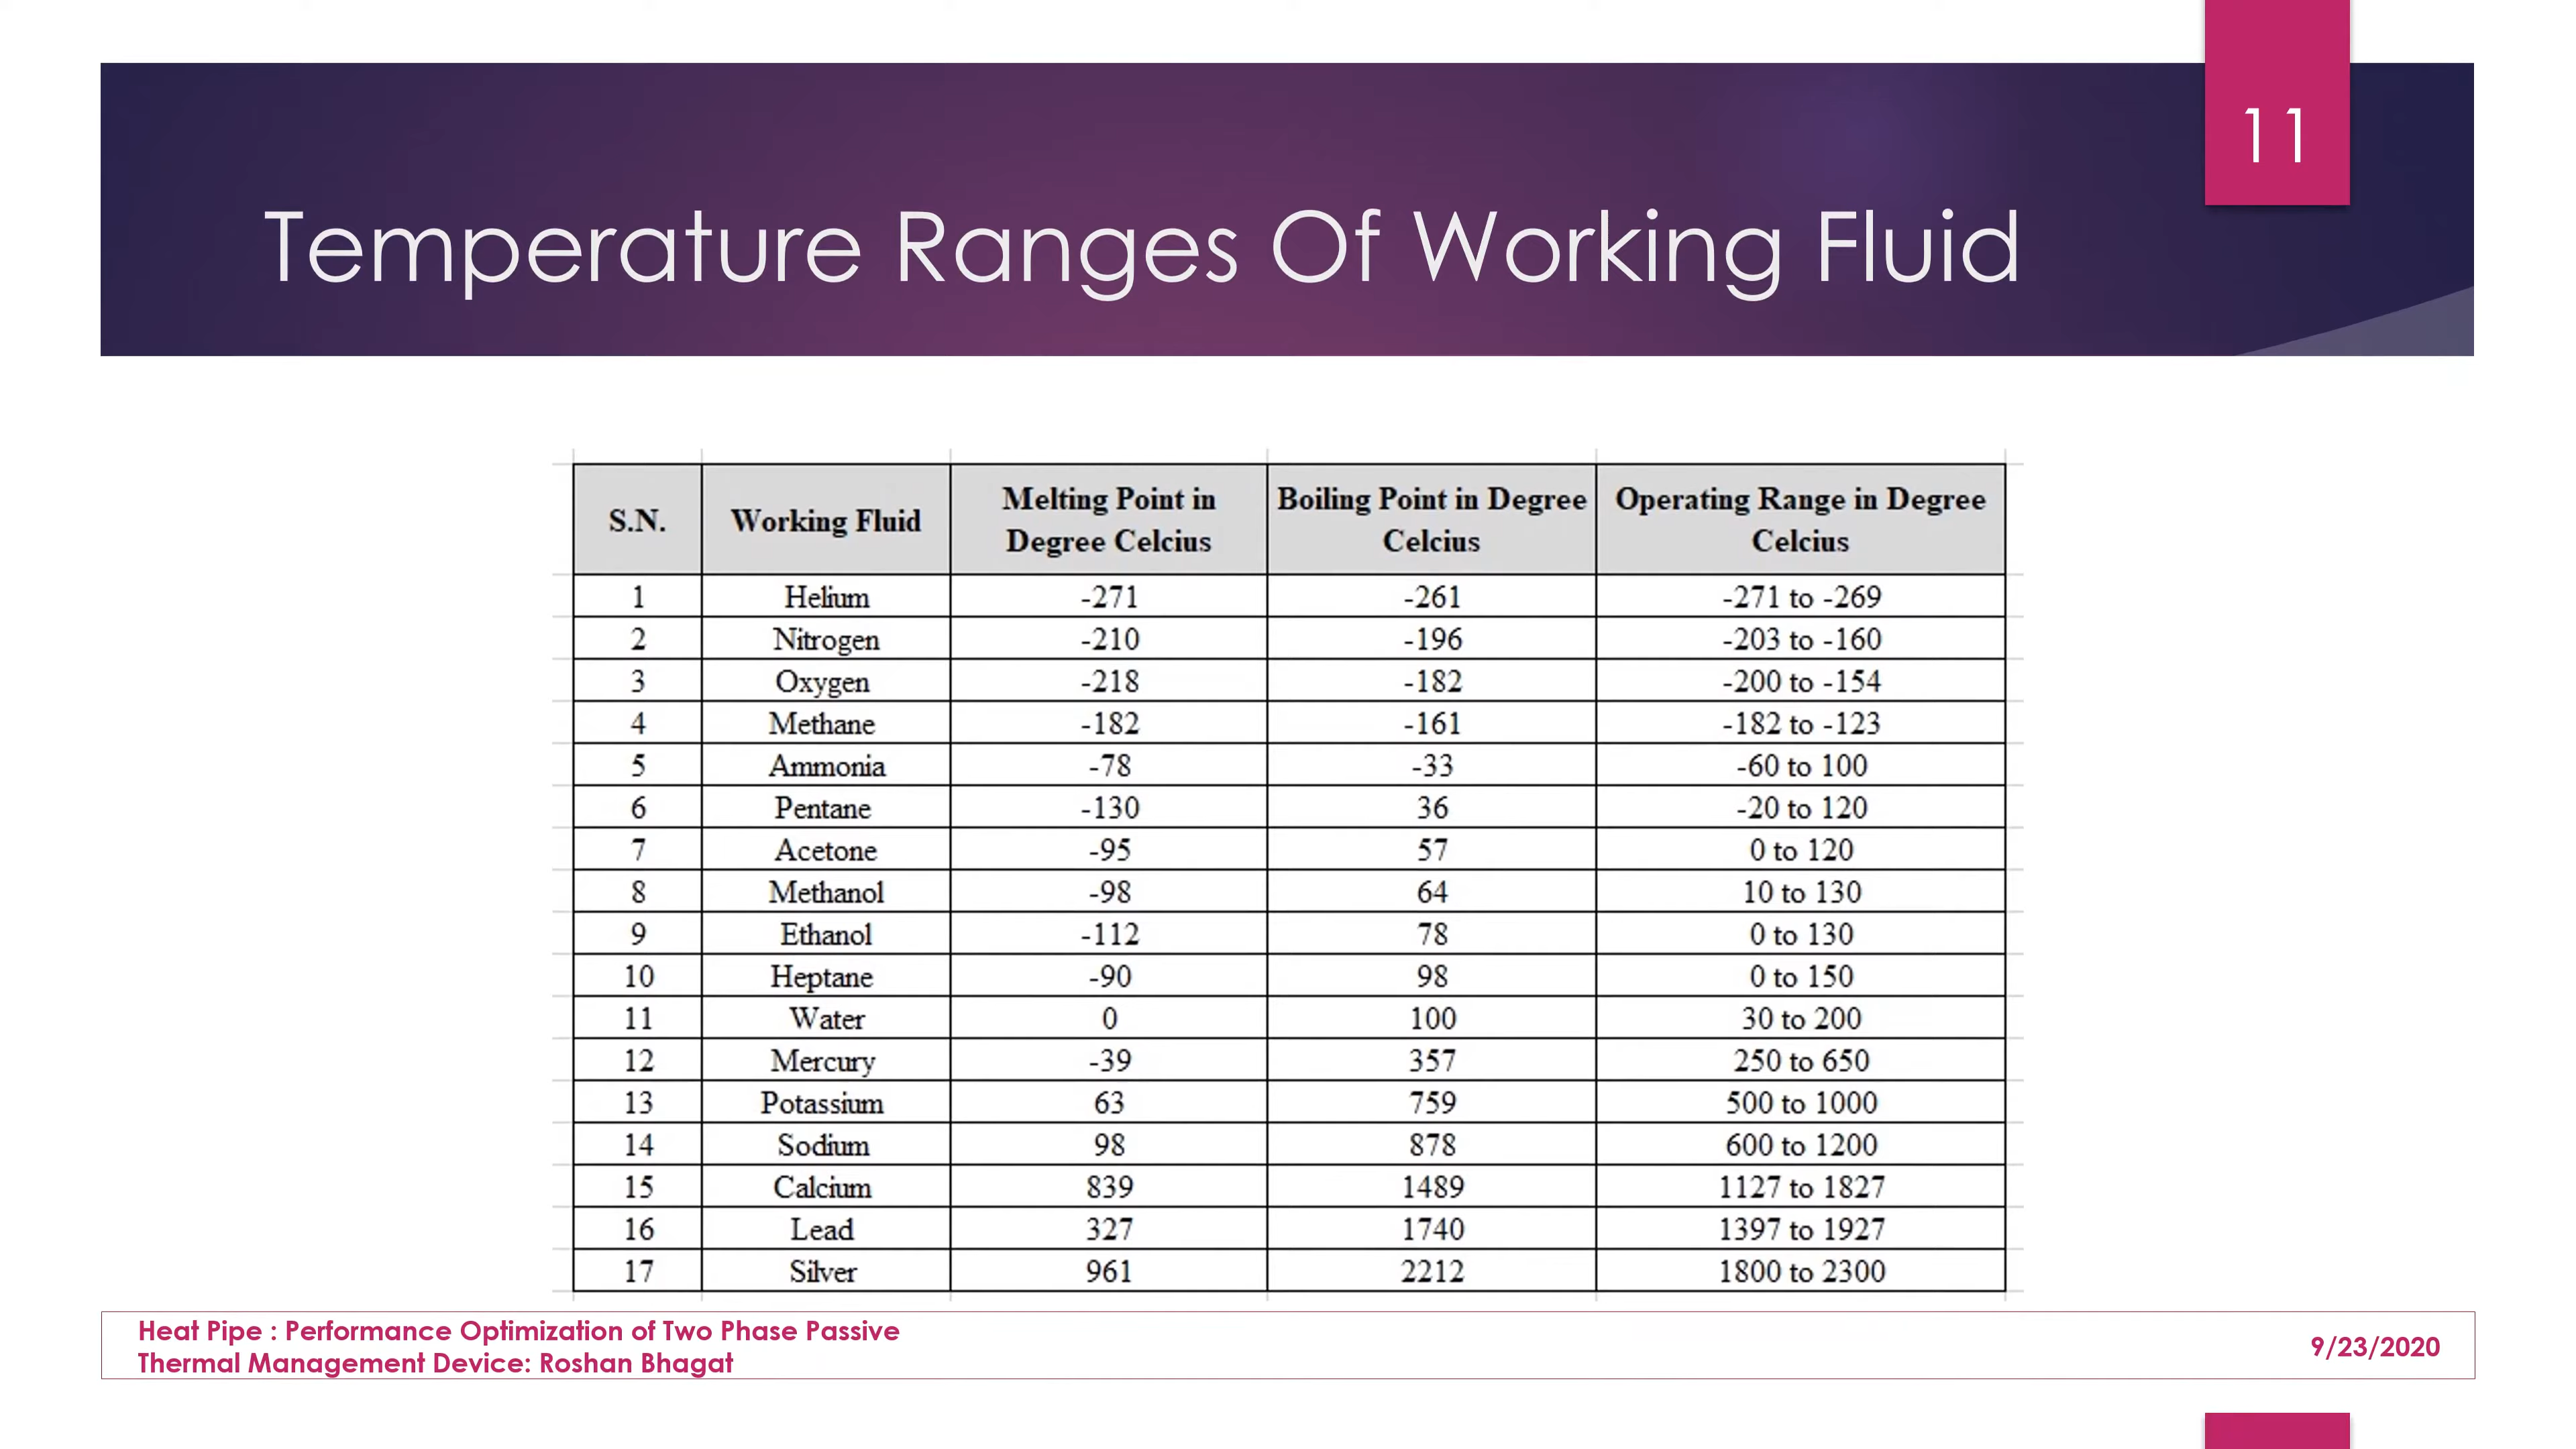 11
Temperature Ranges Of Working Fluid
S.N. Working Fluid Melting Point in Degree Celcius Boiling Point in Degree Celcius Operating Range in Degree Celcius
1 Helium -271 -261 -271 to -269
2 Nitrogen -210 -196 -203 to -160
3 Oxygen -218 -182 -200 to -154
4 Methane -182 -161 -182 to -123
5 Ammonia -78 -33 -60 to 100
6 Pentane -130 36 -20 to 120
7 Acetone -95 57 0 to 120
8 Methanol -98 64 10 to 130
9 Ethanol -112 78 0 to 130
10 Heptane -90 98 0 to 150
11 Water 0 100 30 to 200
12 Mercury -39 357 250 to 650
13 Potassium 63 759 500 to 1000
14 Sodium 98 878 600 to 1200
15 Calcium 839 1489 1127 to 1827
16 Lead 327 1740 1397 to 1927
17 Silver 961 2212 1800 to 2300
Heat Pipe : Performance Optimization of Two Phase Passive
Thermal Management Device: Roshan Bhagat
9/23/2020